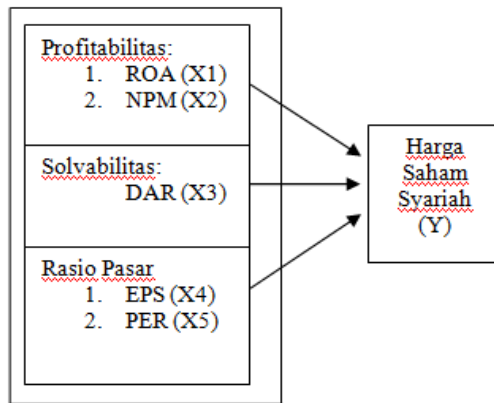 Profitabilitas:
1. ROA (X1)
2. NPM (X2)
Solvabilitas:
DAR (X3)
Rasio Pasar
1. EPS (X4)
2. PER (X5)
Harga
Saham
Syariah
(Y)